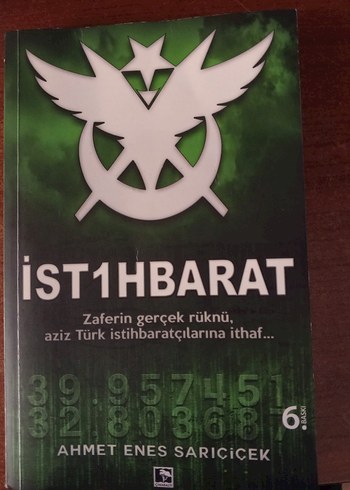 İST1HBARAT
Zaferin gerçek rüknü,
aziz Türk istihbaratçılarına ithaf...
39.957451
32.803687
6.
BASKI
AHMET ENES SARIÇİÇEK